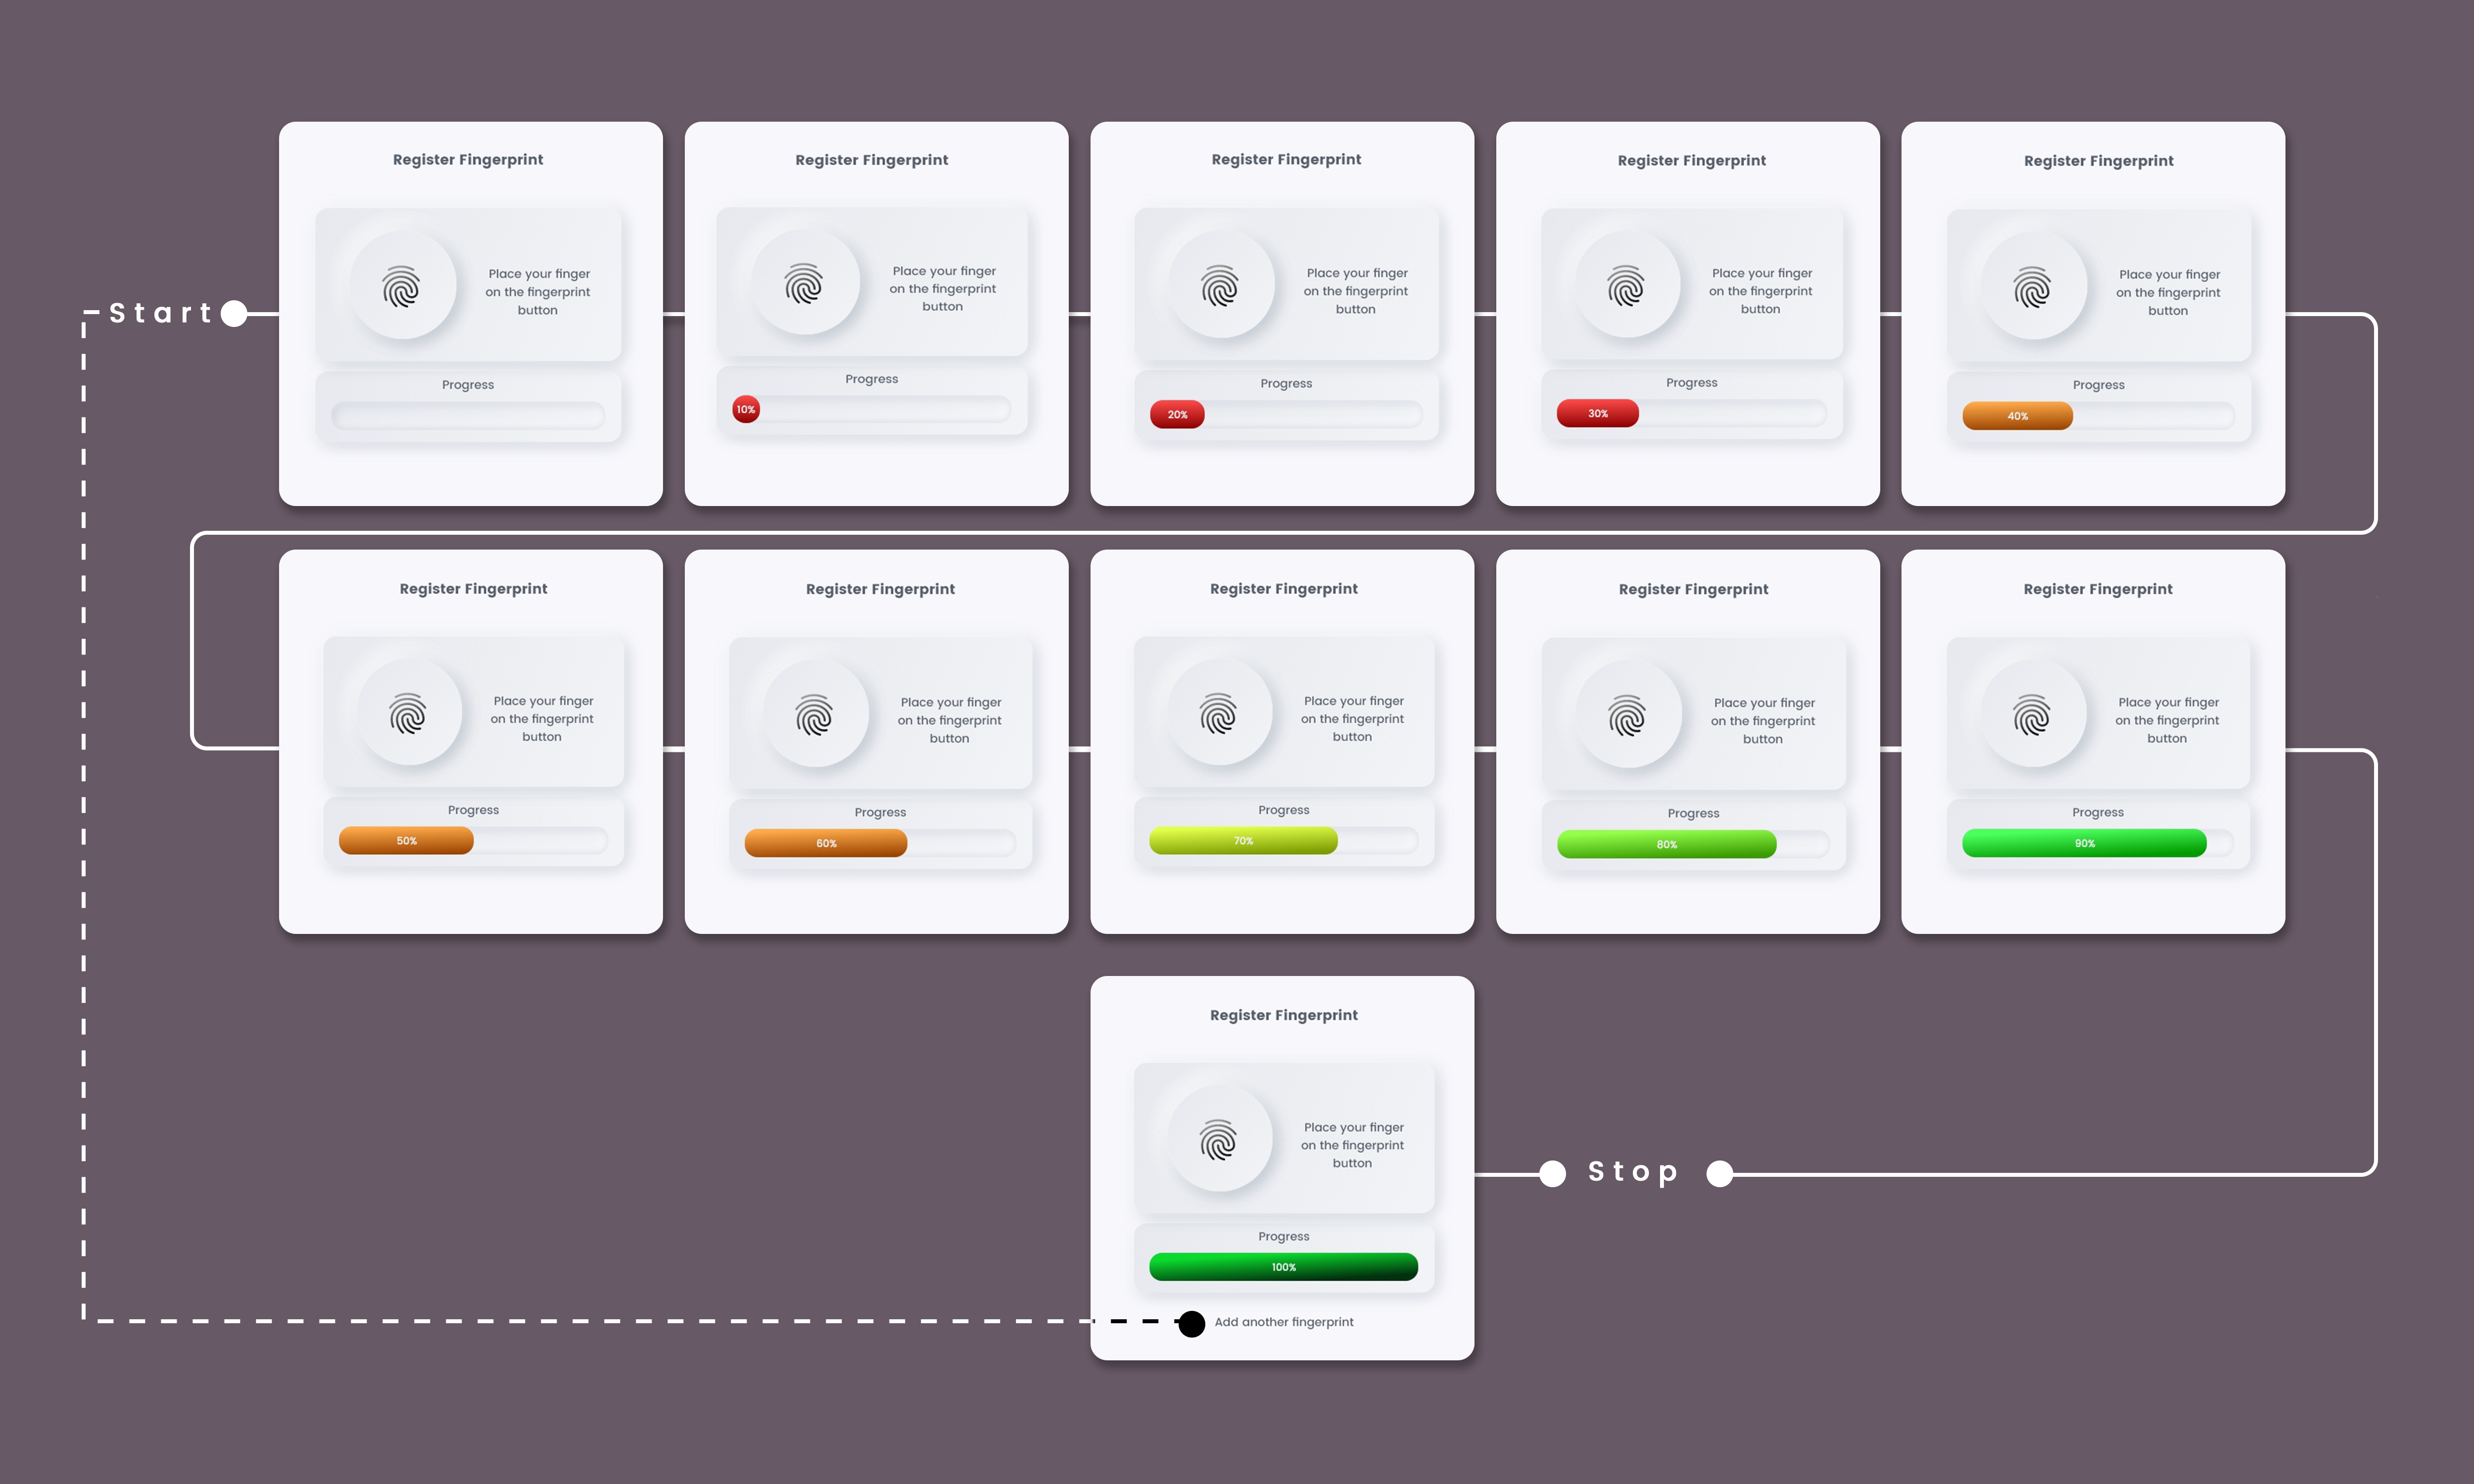 Start
Register Fingerprint
Place your finger
on the fingerprint
button
Progress
Register Fingerprint
Place your finger
on the fingerprint
button
Progress
10%
Register Fingerprint
Place your finger
on the fingerprint
button
Progress
20%
Register Fingerprint
Place your finger
on the fingerprint
button
Progress
30%
Register Fingerprint
Place your finger
on the fingerprint
button
Progress
40%
Register Fingerprint
Place your finger
on the fingerprint
button
Progress
50%
Register Fingerprint
Place your finger
on the fingerprint
button
Progress
60%
Register Fingerprint
Place your finger
on the fingerprint
button
Progress
70%
Register Fingerprint
Place your finger
on the fingerprint
button
Progress
80%
Register Fingerprint
Place your finger
on the fingerprint
button
Progress
90%
Register Fingerprint
Place your finger
on the fingerprint
button
Progress
100%
Add another fingerprint
Stop